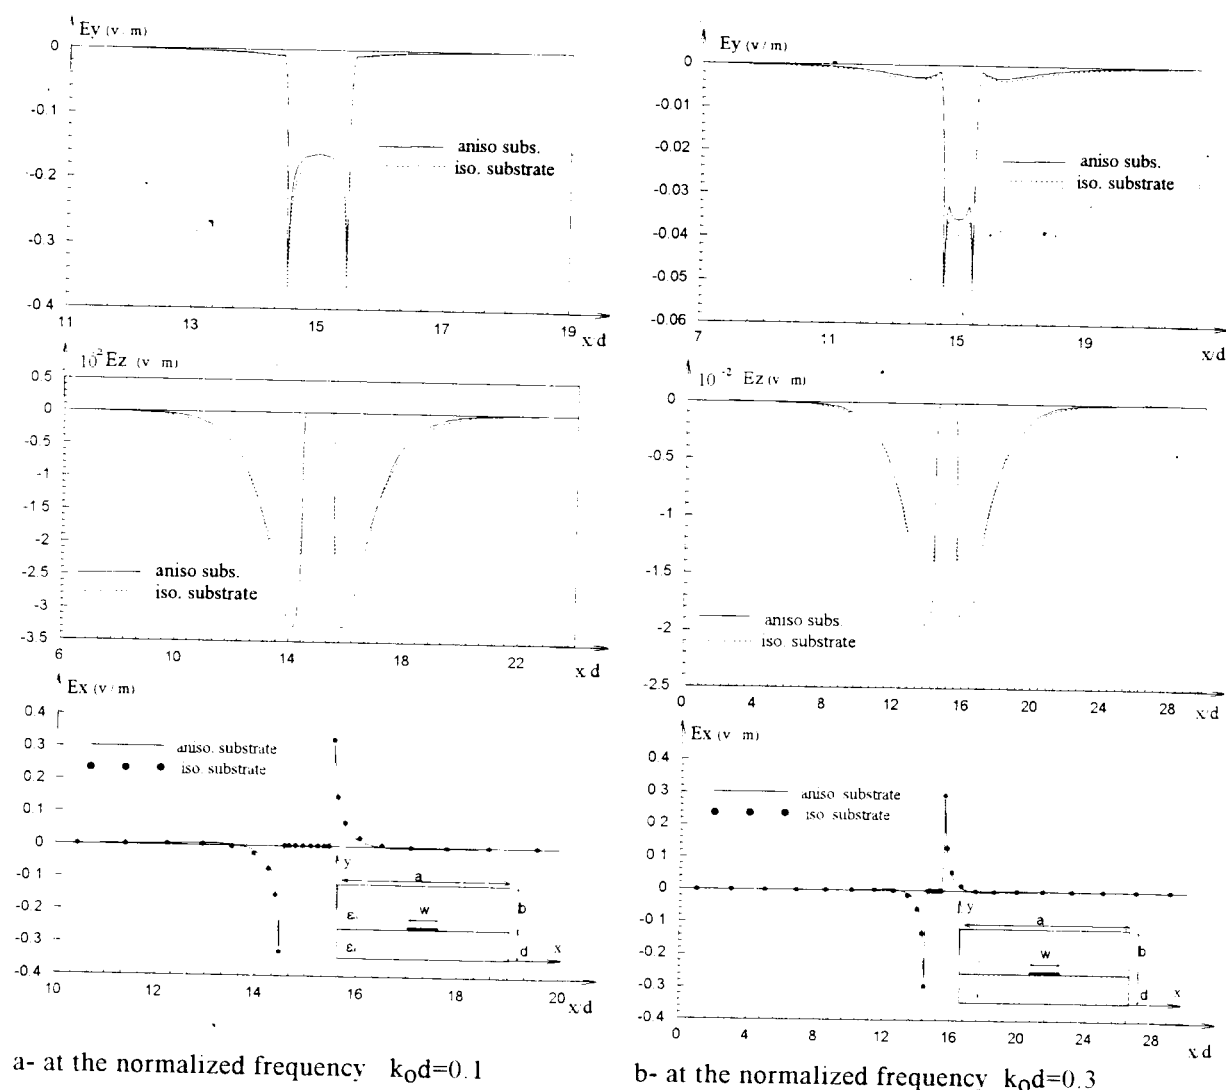 Ey (v m)
0
-0.1
-0.2
-0.3
-0.4
aniso subs.
iso. substrate
11
13
15
17
19
x/d
10² Ez (v m)
0.5
0
-0.5
-1
-1.5
-2
-2.5
-3
-3.5
aniso subs.
iso. substrate
6
10
14
18
22
x d
Ex (v / m)
0.4
0.3
0.2
0.1
0
-0.1
-0.2
-0.3
-0.4
aniso. substrate
iso. substrate
y
a
b
w
d
x
10
12
14
16
18
20
x/d
a- at the normalized frequency k₀d=0.1
Ey (v / m)
0
-0.01
-0.02
-0.03
-0.04
-0.05
-0.06
aniso subs.
iso. substrate
7
11
15
19
x/d
10⁻² Ez (v m)
0
-0.5
-1
-1.5
-2
-2.5
aniso subs.
iso. substrate
0
4
8
12
16
20
24
28
x/d
Ex (v m)
0.4
0.3
0.2
0.1
0
-0.1
-0.2
-0.3
-0.4
aniso substrate
iso substrate
y
a
b
w
d
x
0
4
8
12
16
20
24
28
x/d
b- at the normalized frequency k₀d=0.3